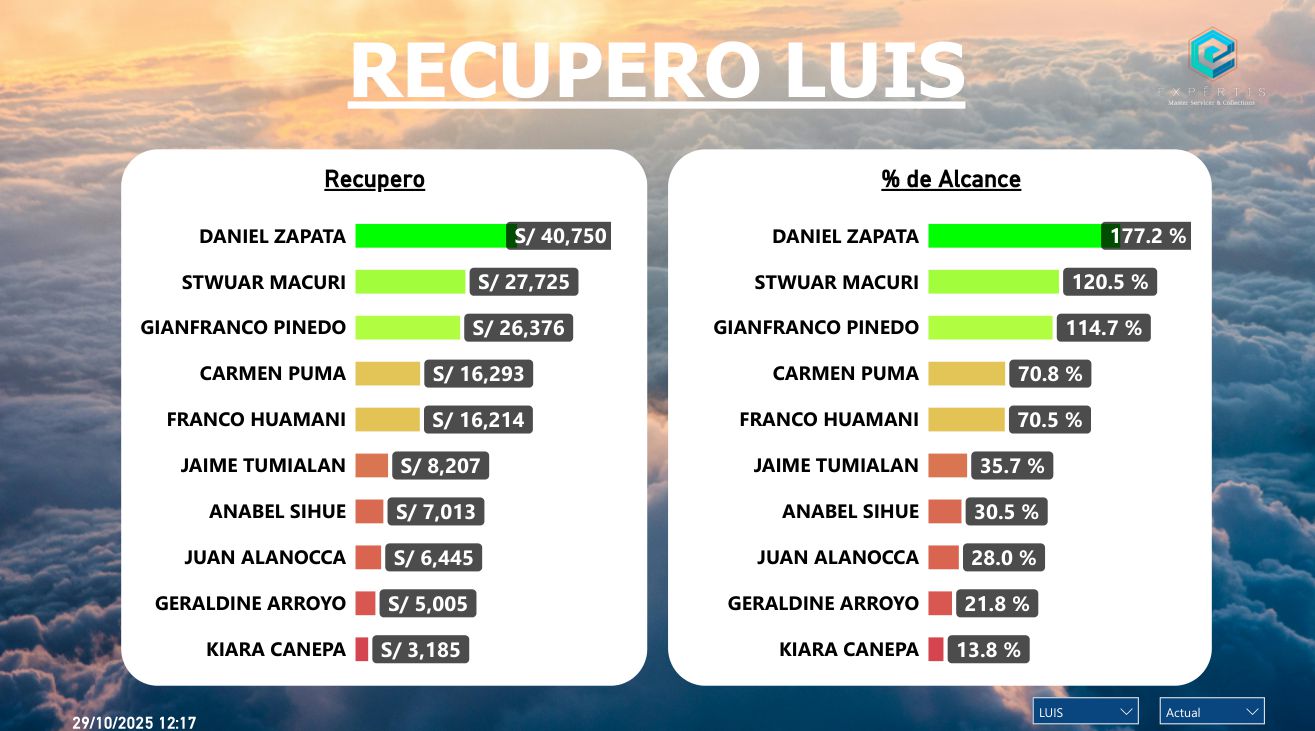 RECUPERO LUIS
EXPERTIS
Master Servicer & Collections
Recupero
DANIEL ZAPATA S/ 40,750
STWUAR MACURI S/ 27,725
GIANFRANCO PINEDO S/ 26,376
CARMEN PUMA S/ 16,293
FRANCO HUAMANI S/ 16,214
JAIME TUMIALAN S/ 8,207
ANABEL SIHUE S/ 7,013
JUAN ALANOCCA S/ 6,445
GERALDINE ARROYO S/ 5,005
KIARA CANEPA S/ 3,185
% de Alcance
DANIEL ZAPATA 177.2 %
STWUAR MACURI 120.5 %
GIANFRANCO PINEDO 114.7 %
CARMEN PUMA 70.8 %
FRANCO HUAMANI 70.5 %
JAIME TUMIALAN 35.7 %
ANABEL SIHUE 30.5 %
JUAN ALANOCCA 28.0 %
GERALDINE ARROYO 21.8 %
KIARA CANEPA 13.8 %
29/10/2025 12:17
LUIS
Actual